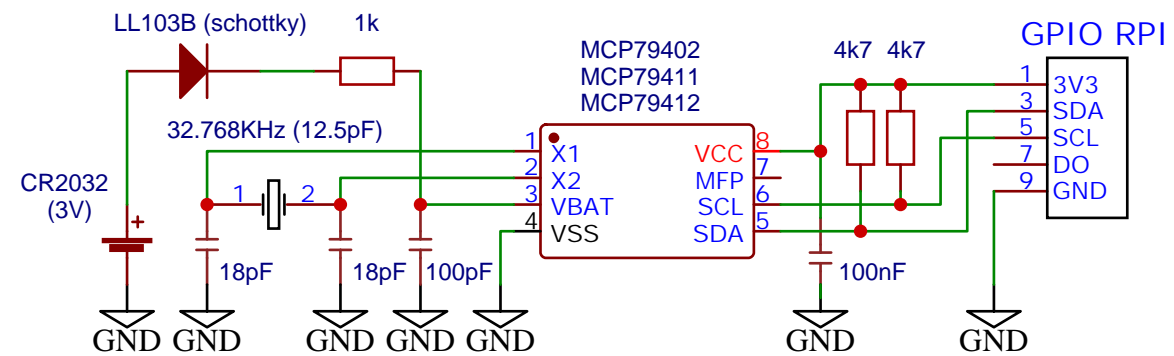 LL103B (schottky)
1k
MCP79402
MCP79411
MCP79412
4k7
4k7
GPIO RPI
32.768KHz (12.5pF)
CR2032
(3V)
+
1
2
18pF
18pF
100pF
1
X1
2
X2
3
VBAT
4
VSS
8
VCC
7
MFP
6
SCL
5
SDA
100nF
1
3V3
3
SDA
5
SCL
7
DO
9
GND
GND
GND
GND
GND
GND
GND
GND